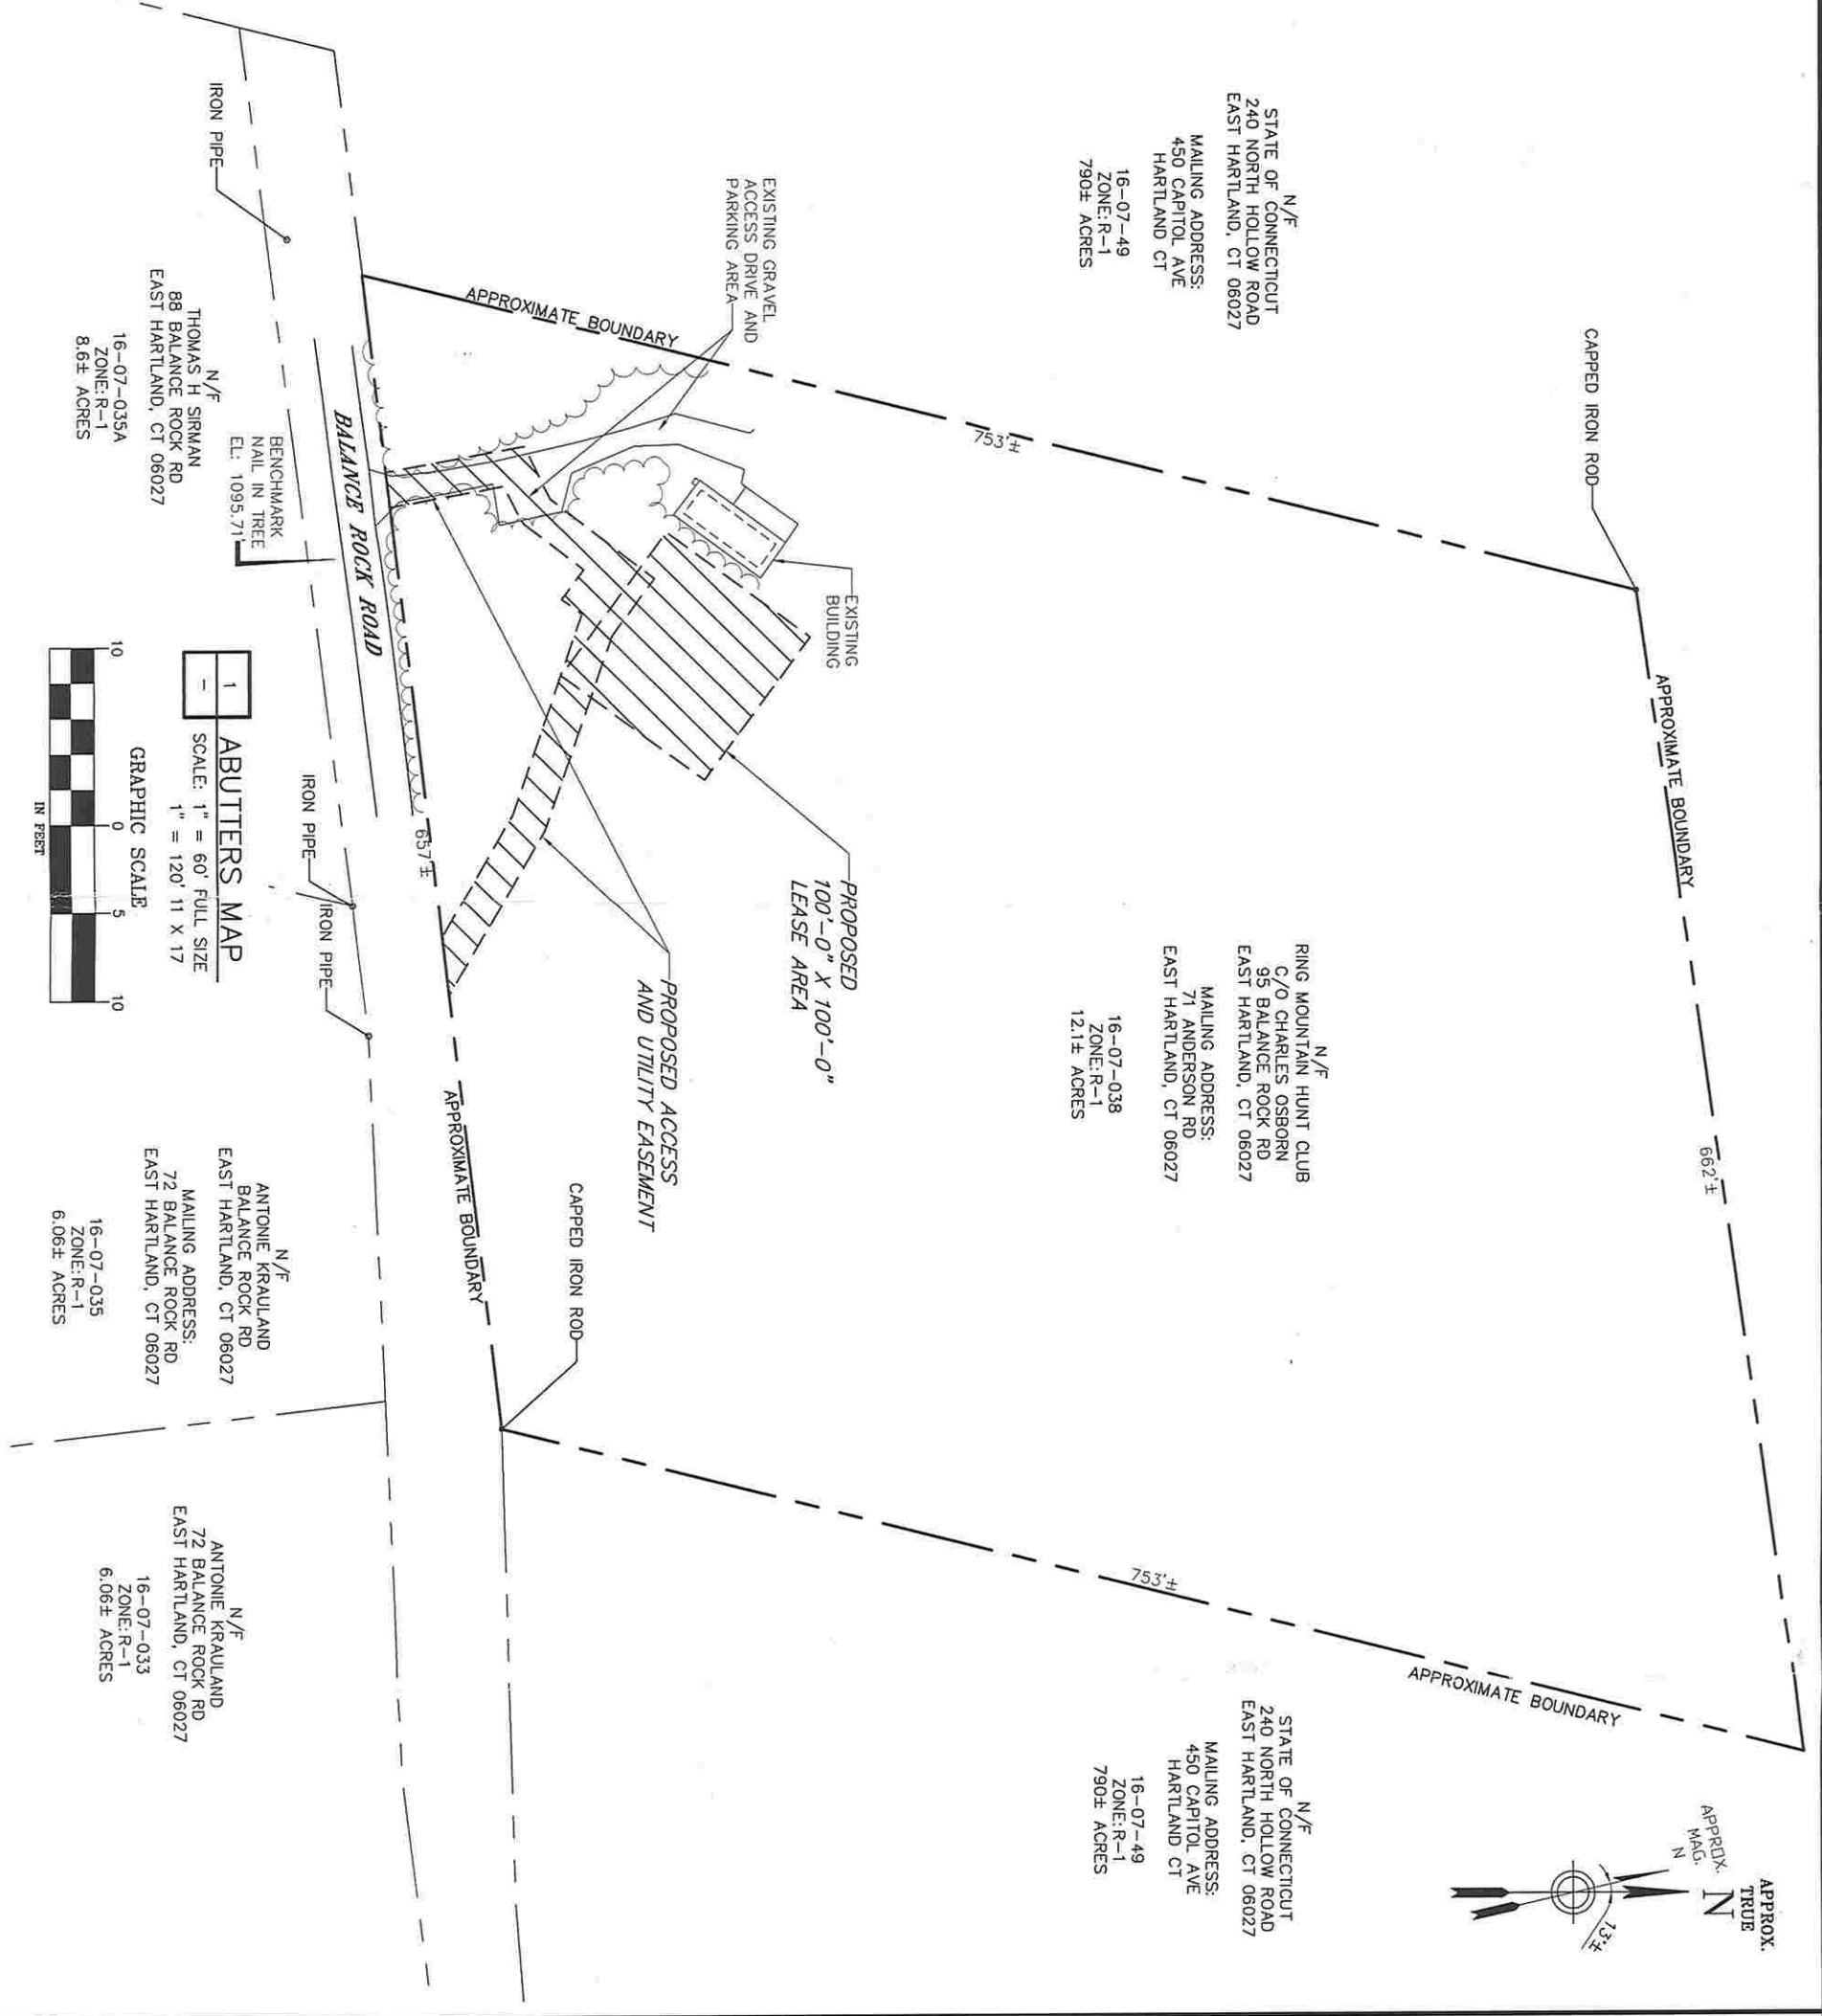 N/F
STATE OF CONNECTICUT
240 NORTH HOLLOW ROAD
EAST HARTLAND, CT 06027
MAILING ADDRESS:
450 CAPITOL AVE
HARTLAND CT
16-07-49
ZONE:R-1
790± ACRES
CAPPED IRON ROD
APPROXIMATE BOUNDARY
662'±
753'±
APPROXIMATE BOUNDARY
EXISTING GRAVEL
ACCESS DRIVE AND
PARKING AREA
EXISTING
BUILDING
N/F
RING MOUNTAIN HUNT CLUB
C/O CHARLES OSBORN
95 BALANCE ROCK RD
EAST HARTLAND, CT 06027
MAILING ADDRESS:
71 ANDERSON RD
EAST HARTLAND, CT 06027
16-07-038
ZONE:R-1
12.1± ACRES
PROPOSED
100'-0" X 100'-0"
LEASE AREA
PROPOSED ACCESS
AND UTILITY EASEMENT
CAPPED IRON ROD
APPROX.
TRUE
N
APPROX.
MAG.
N
13°±
N/F
STATE OF CONNECTICUT
240 NORTH HOLLOW ROAD
EAST HARTLAND, CT 06027
MAILING ADDRESS:
450 CAPITOL AVE
HARTLAND CT
16-07-49
ZONE:R-1
790± ACRES
753'±
APPROXIMATE BOUNDARY
657'±
APPROXIMATE BOUNDARY
BALANCE ROCK ROAD
IRON PIPE
BENCHMARK
NAIL IN TREE
EL: 1095.71'
N/F
THOMAS H SIRMAN
88 BALANCE ROCK RD
EAST HARTLAND, CT 06027
16-07-035A
ZONE:R-1
8.6± ACRES
IRON PIPE
IRON PIPE
1
-
ABUTTERS MAP
SCALE: 1" = 60' FULL SIZE
1" = 120' 11 X 17
GRAPHIC SCALE
10 0 5 10
IN FEET
N/F
ANTONIE KRAULAND
BALANCE ROCK RD
EAST HARTLAND, CT 06027
MAILING ADDRESS:
72 BALANCE ROCK RD
EAST HARTLAND, CT 06027
16-07-035
ZONE:R-1
6.06± ACRES
N/F
ANTONIE KRAULAND
72 BALANCE ROCK RD
EAST HARTLAND, CT 06027
16-07-033
ZONE:R-1
6.06± ACRES